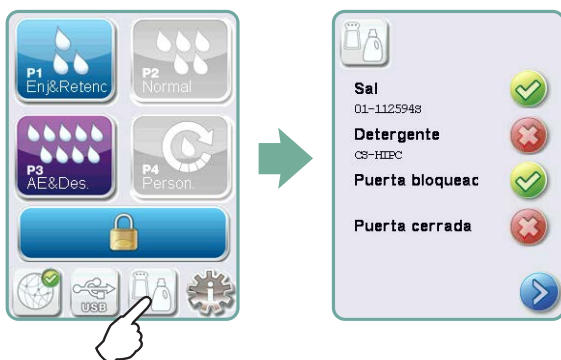 P1
Enj&Retenc
P2
Normal
P3
AE&Des.
P4
Person.
USB
Sal
01-112594S
Detergente
CS-HIPC
Puerta bloqueac
Puerta cerrada